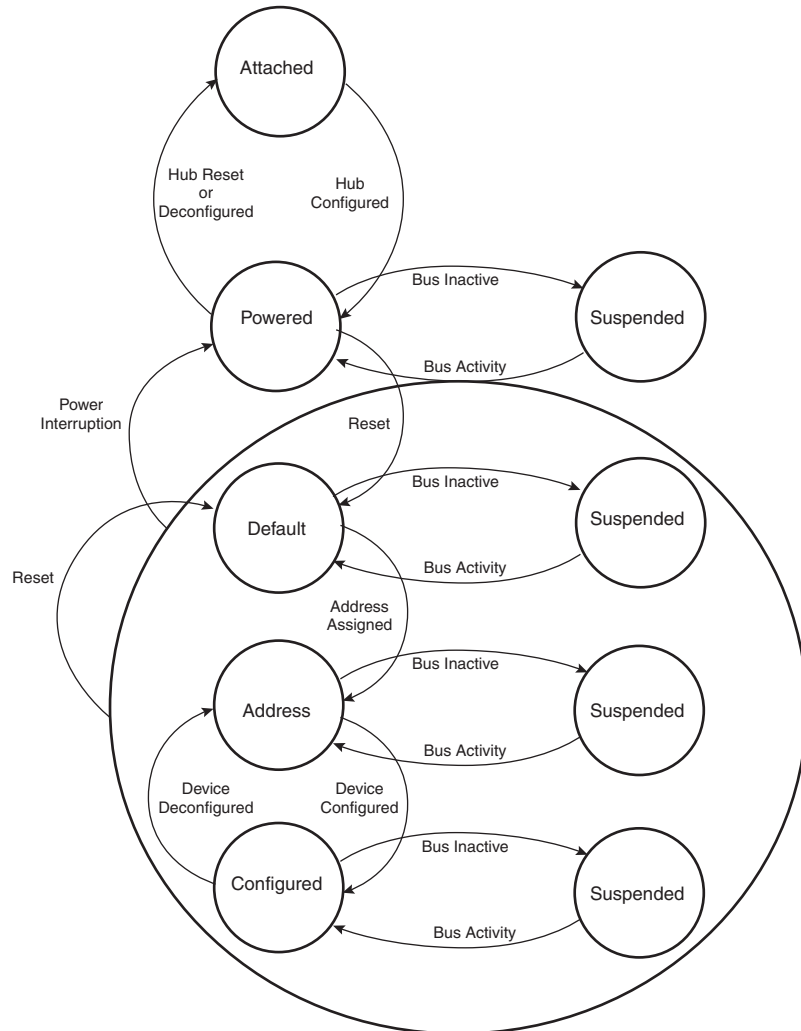 Attached
Hub Reset
or
Deconfigured
Hub
Configured
Bus Inactive
Powered
Suspended
Bus Activity
Power
Interruption
Reset
Bus Inactive
Default
Suspended
Bus Activity
Reset
Address
Assigned
Bus Inactive
Address
Suspended
Bus Activity
Device
Deconfigured
Device
Configured
Bus Inactive
Configured
Suspended
Bus Activity